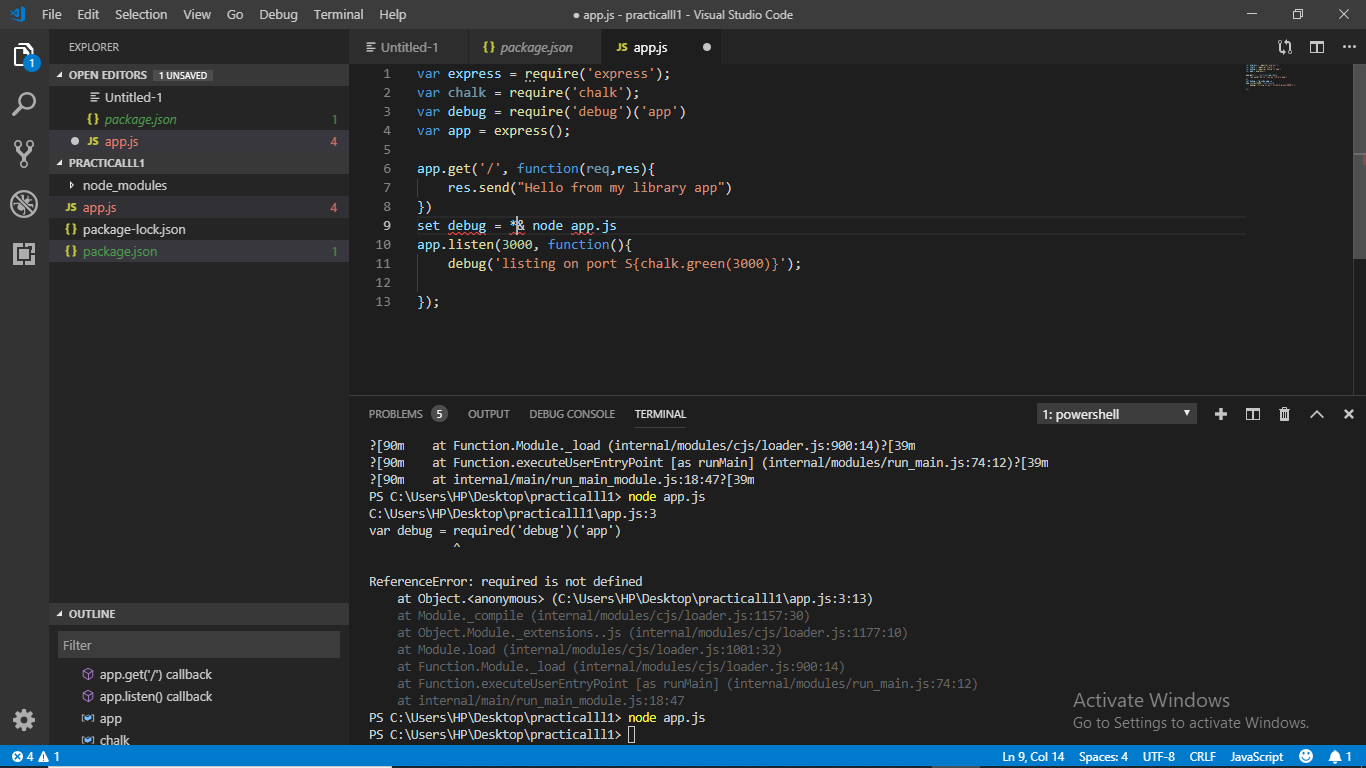 File Edit Selection View Go Debug Terminal Help
● app.js - practicalll1 - Visual Studio Code
EXPLORER
OPEN EDITORS 1 UNSAVED
Untitled-1
{} package.json 1
● JS app.js 4
PRACTICALLL1
node_modules
JS app.js 4
{} package-lock.json
{} package.json 1
OUTLINE
Filter
app.get('/') callback
app.listen() callback
app
chalk
1
Untitled-1
{} package.json
JS app.js ●
1 var express = require('express');
2 var chalk = require('chalk');
3 var debug = require('debug')('app')
4 var app = express();
5
6 app.get('/', function(req,res){
7 res.send("Hello from my library app")
8 })
9 set debug = *& node app.js
10 app.listen(3000, function(){
11 debug('listing on port S{chalk.green(3000)}');
12
13 });
PROBLEMS 5 OUTPUT DEBUG CONSOLE TERMINAL
1: powershell
?[90m    at Function.Module._load (internal/modules/cjs/loader.js:900:14)?[39m
?[90m    at Function.executeUserEntryPoint [as runMain] (internal/modules/run_main.js:74:12)?[39m
?[90m    at internal/main/run_main_module.js:18:47?[39m
PS C:\Users\HP\Desktop\practicalll1> node app.js
C:\Users\HP\Desktop\practicalll1\app.js:3
var debug = required('debug')('app')
^
ReferenceError: required is not defined
at Object.<anonymous> (C:\Users\HP\Desktop\practicalll1\app.js:3:13)
at Module._compile (internal/modules/cjs/loader.js:1157:30)
at Object.Module._extensions..js (internal/modules/cjs/loader.js:1177:10)
at Module.load (internal/modules/cjs/loader.js:1001:32)
at Function.Module._load (internal/modules/cjs/loader.js:900:14)
at Function.executeUserEntryPoint [as runMain] (internal/modules/run_main.js:74:12)
at internal/main/run_main_module.js:18:47
PS C:\Users\HP\Desktop\practicalll1> node app.js
PS C:\Users\HP\Desktop\practicalll1>
Activate Windows
Go to Settings to activate Windows.
4 1
Ln 9, Col 14 Spaces: 4 UTF-8 CRLF JavaScript 1